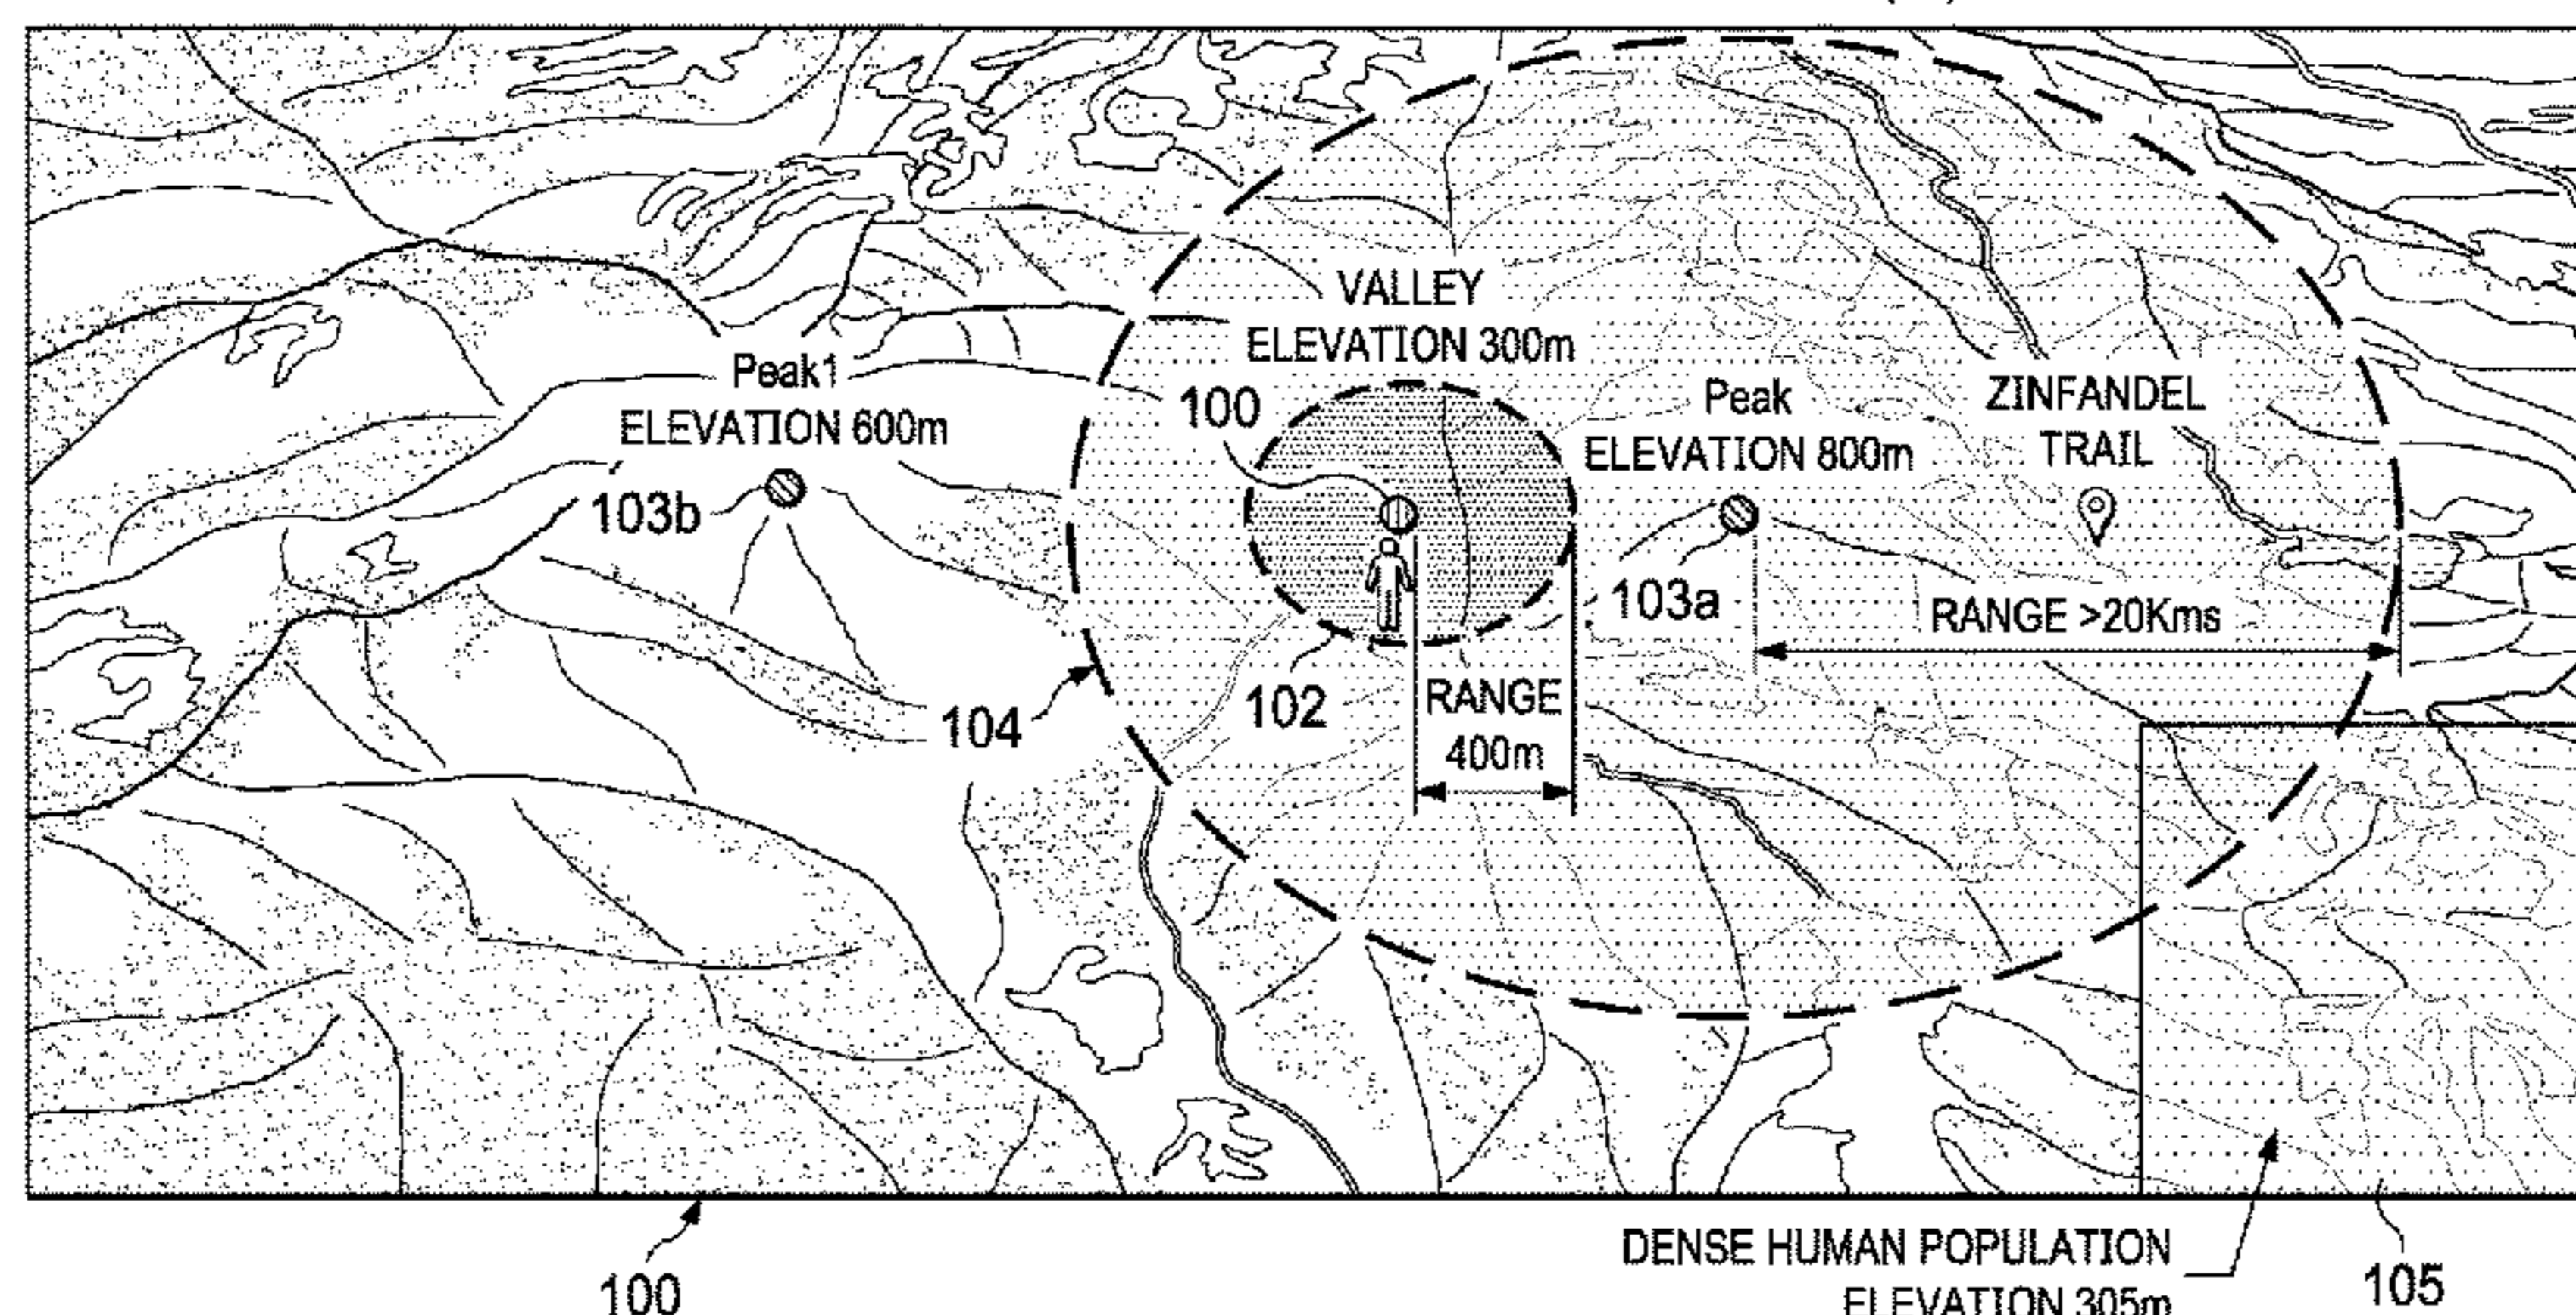 VALLEY
ELEVATION 300m
Peak1
ELEVATION 600m
100
Peak
ELEVATION 800m
ZINFANDEL
TRAIL
103b
103a
RANGE >20Kms
104
102
RANGE
400m
100
DENSE HUMAN POPULATION
ELEVATION 305m
105